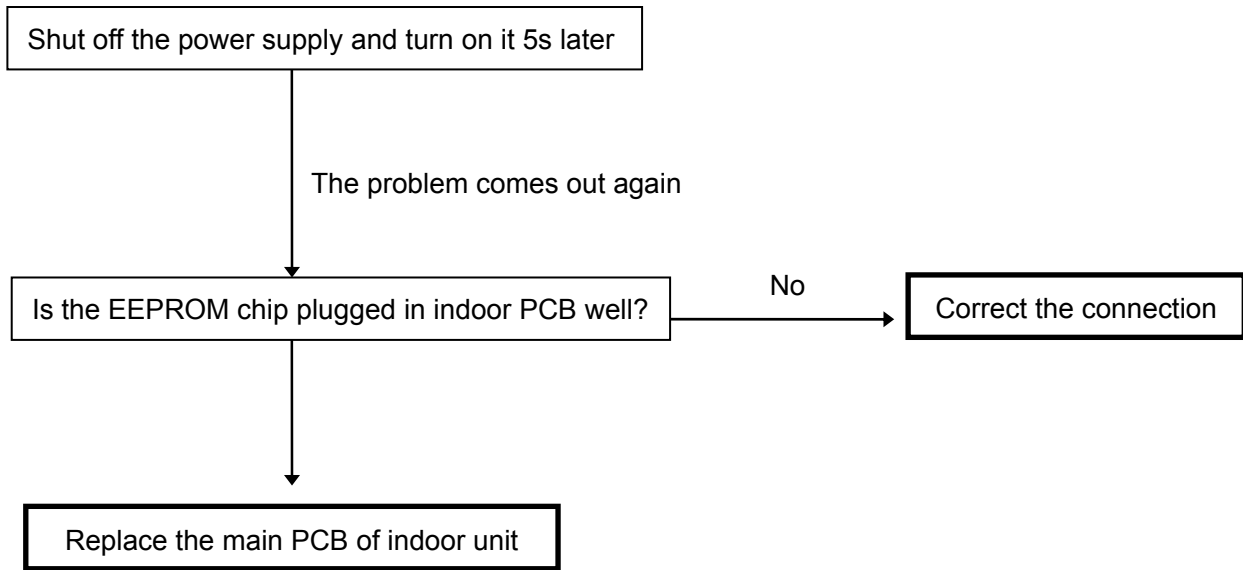 Shut off the power supply and turn on it 5s later
The problem comes out again
Is the EEPROM chip plugged in indoor PCB well?
No
Correct the connection
Replace the main PCB of indoor unit